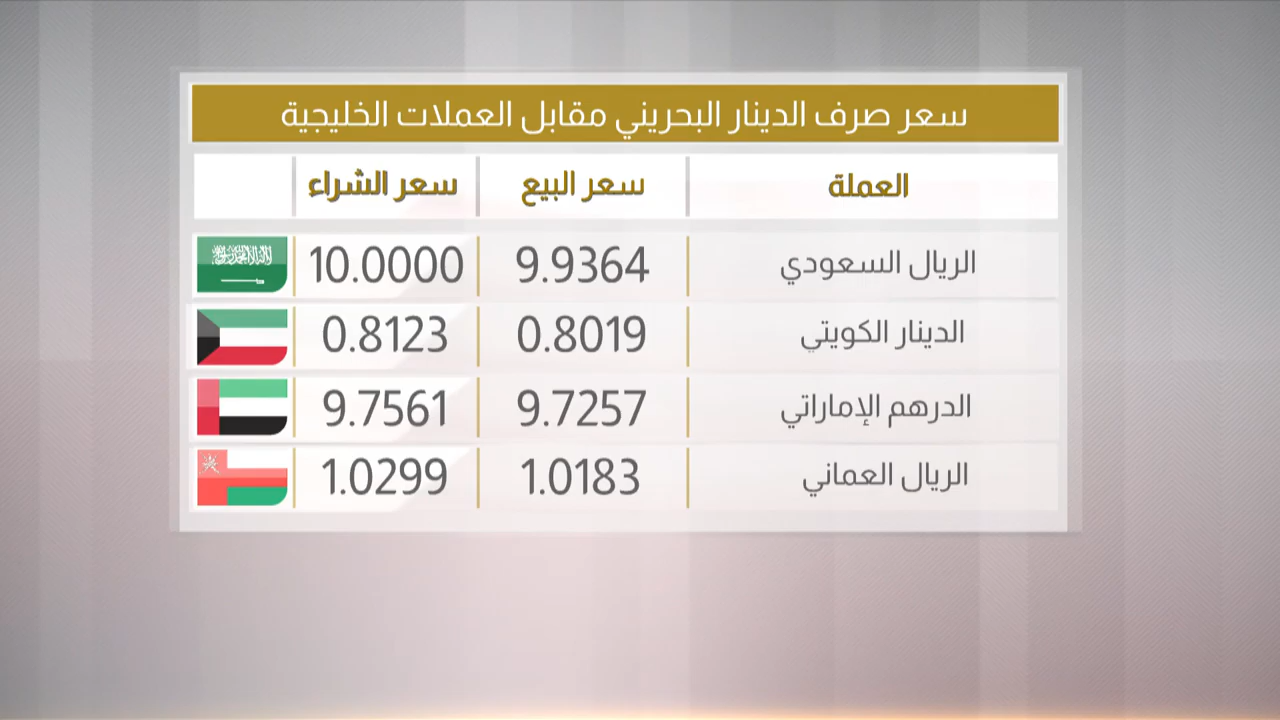 سعر صرف الدينار البحريني مقابل العملات الخليجية
العملة سعر البيع سعر الشراء
الريال السعودي 9.9364 10.0000
الدينار الكويتي 0.8019 0.8123
الدرهم الإماراتي 9.7257 9.7561
الريال العماني 1.0183 1.0299